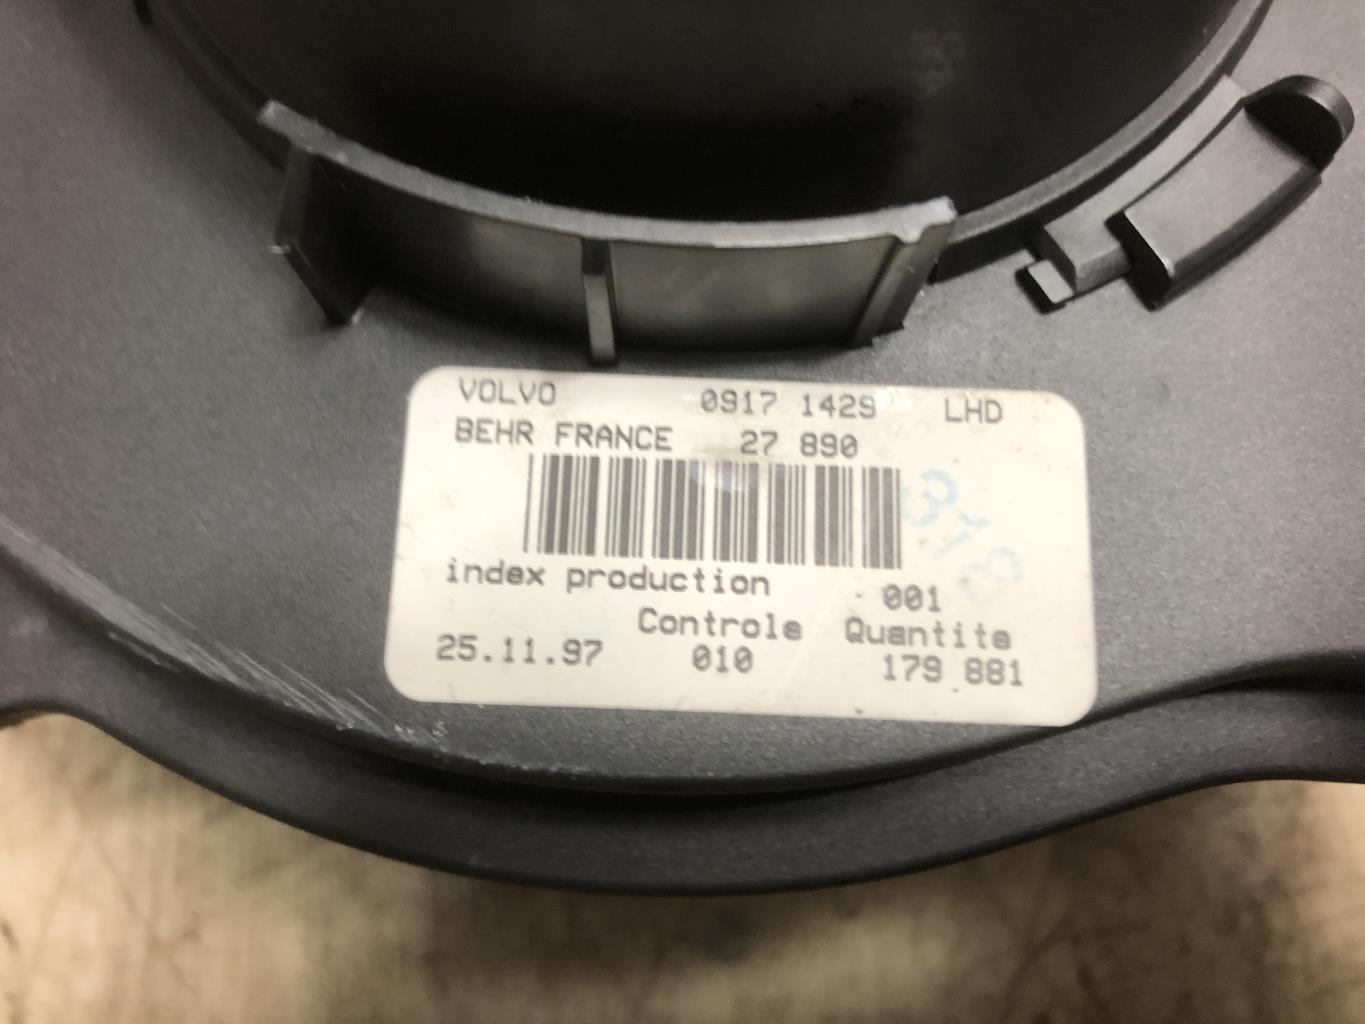 VOLVO 0917 1429 LHD
BEHR FRANCE 27 890
index production 001
Controle Quantite
25.11.97 010 179 881